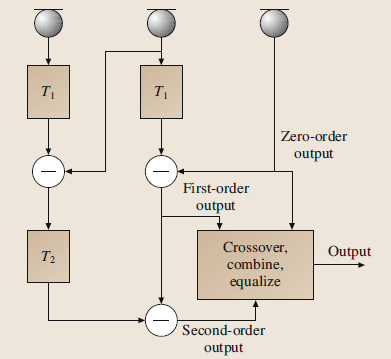 T1
T1
Zero-order
output
−
−
First-order
output
T2
Crossover,
combine,
equalize
Output
−
Second-order
output